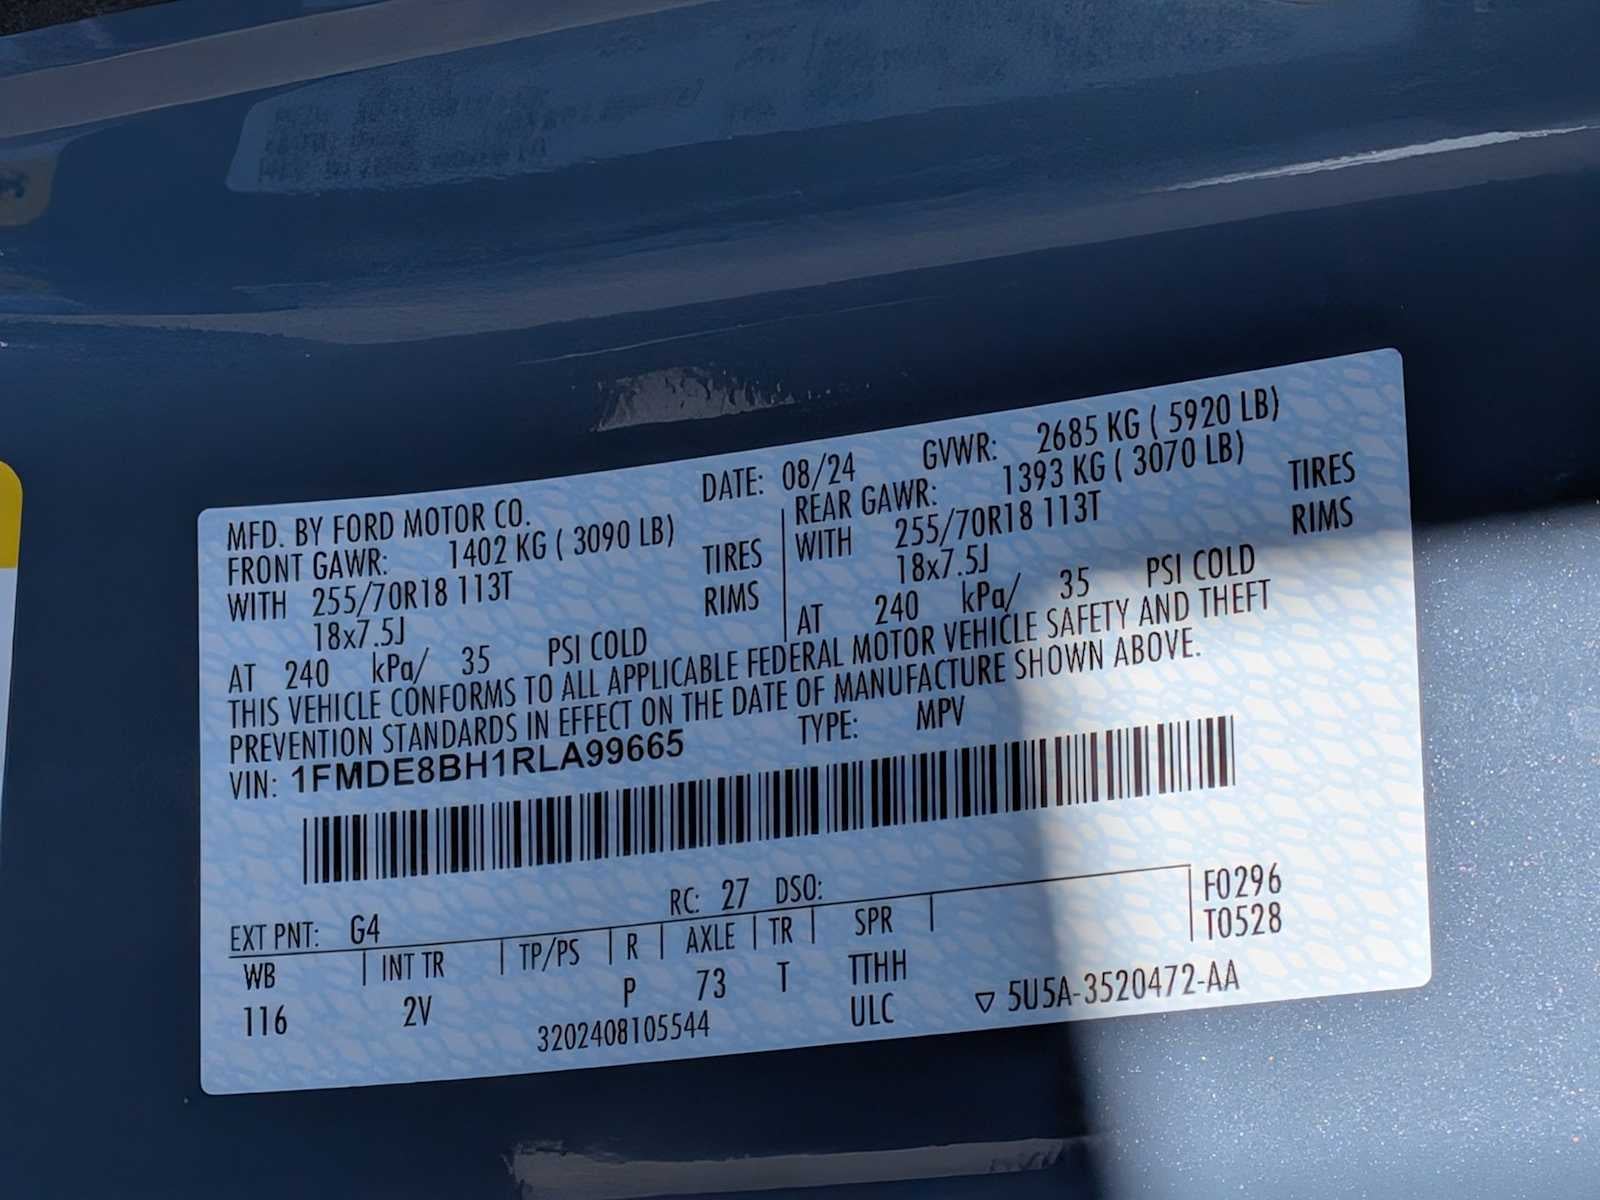 DATE: 08/24 GVWR: 2685 KG ( 5920 LB)
MFD. BY FORD MOTOR CO.
FRONT GAWR: 1402 KG ( 3090 LB)
WITH 255/70R18 113T TIRES
18x7.5J RIMS
AT 240 kPa/ 35 PSI COLD
REAR GAWR: 1393 KG ( 3070 LB)
WITH 255/70R18 113T TIRES
18x7.5J RIMS
AT 240 kPa/ 35 PSI COLD
THIS VEHICLE CONFORMS TO ALL APPLICABLE FEDERAL MOTOR VEHICLE SAFETY AND THEFT
PREVENTION STANDARDS IN EFFECT ON THE DATE OF MANUFACTURE SHOWN ABOVE.
VIN: 1FMDE8BH1RLA99665 TYPE: MPV
EXT PNT: G4 RC: 27 DSO: F0296
WB INT TR TP/PS R AXLE TR SPR T0528
116 2V P 73 T TTHH
3202408105544 ULC ▽ 5U5A-3520472-AA